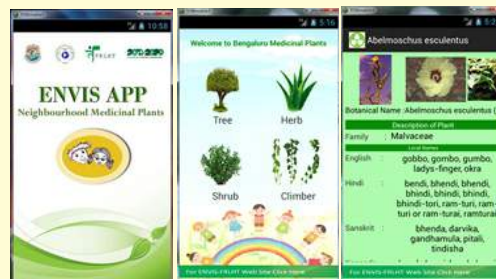 10:58
FRLHT
ENVIS APP
Neighbourhood Medicinal Plants
5:16
Welcome to Bengaluru Medicinal Plants
Tree
Herb
Shrub
Climber
For ENVIS-FRLHT Web Site Click Here
Abelmoschus esculentus
Botanical Name :Abelmoschus esculentus (
Description of Plant
Family : Malvaceae
Local Names
English : gobbo, gombo, gumbo,
ladys-finger, okra
Hindi : bendi, bhendi, bhendi,
bhindi, bhindi, bhindi,
bhindi-tori, ram-turi, ram-
turi or ram-turai, ramturai
Sanskrit : bhenda, darvika,
gandhamula, pitali,
tindisha
For ENVIS-FRLHT Web Site Click Here